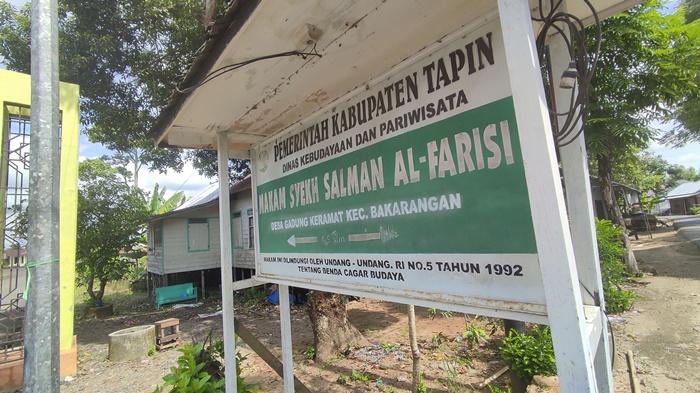 PEMERINTAH KABUPATEN TAPIN
DINAS KEBUDAYAAN DAN PARIWISATA
MAKAM SYEKH SALMAN AL-FARISI
DESA GADUNG KERAMAT KEC. BAKARANGAN
MAKAM INI DILINDUNGI OLEH UNDANG - UNDANG. RI NO.5 TAHUN 1992
TENTANG BENDA CAGAR BUDAYA